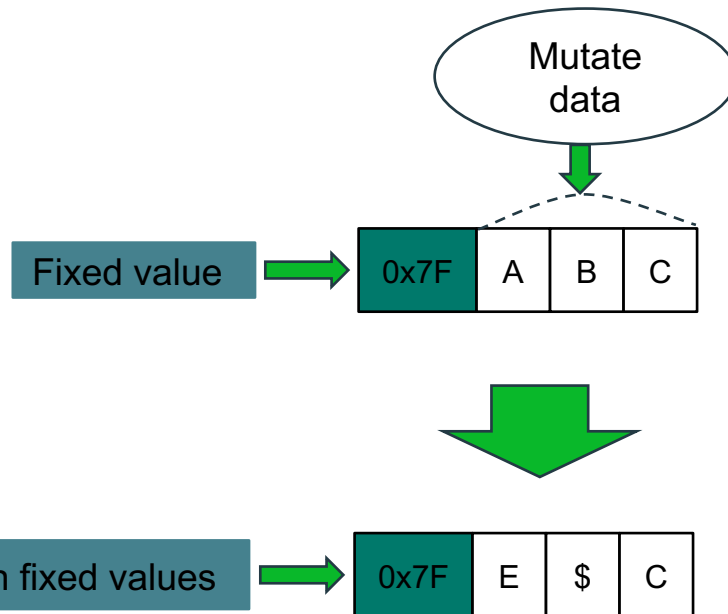 Mutate
data
Fixed value
0x7F A B C
fixed values
0x7F E $ C